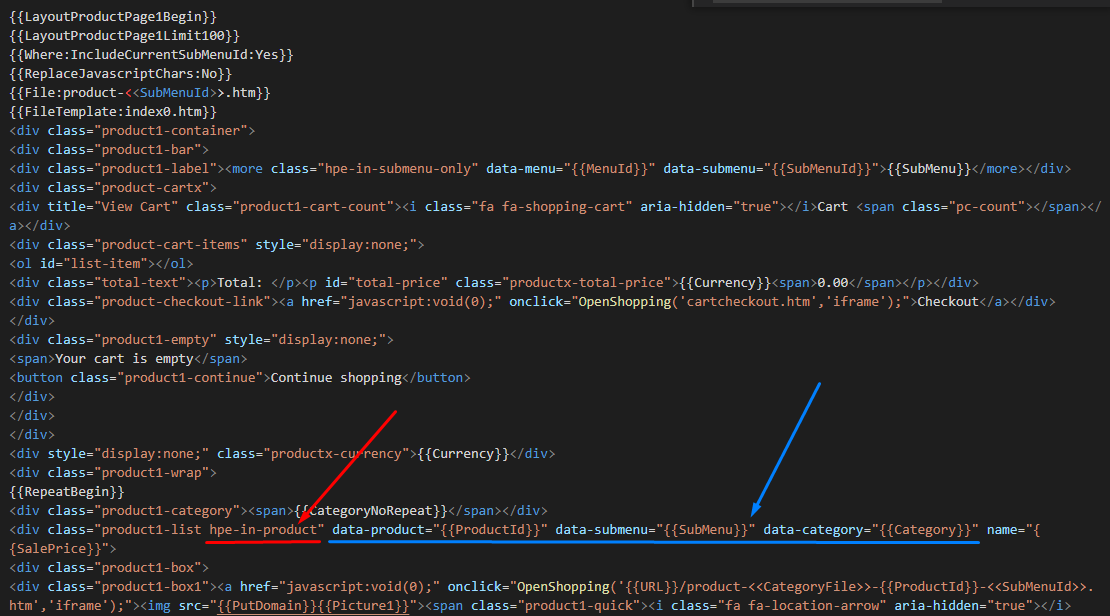 {{LayoutProductPage1Begin}}
{{LayoutProductPage1Limit100}}
{{Where:IncludeCurrentSubMenuId:Yes}}
{{ReplaceJavascriptChars:No}}
{{File:product-<<SubMenuId>>.htm}}
{{FileTemplate:index0.htm}}
<div class="product1-container">
<div class="product1-bar">
<div class="product1-label"><more class="hpe-in-submenu-only" data-menu="{{MenuId}}" data-submenu="{{SubMenuId}}">{{SubMenu}}</more></div>
<div class="product-cartx">
<div title="View Cart" class="product1-cart-count"><i class="fa fa-shopping-cart" aria-hidden="true"></i>Cart <span class="pc-count"></span></
a></div>
<div class="product-cart-items" style="display:none;">
<ol id="list-item"></ol>
<div class="total-text"><p>Total: </p><p id="total-price" class="productx-total-price">{{Currency}}<span>0.00</span></p></div>
<div class="product-checkout-link"><a href="javascript:void(0);" onclick="OpenShopping('cartcheckout.htm','iframe');">Checkout</a></div>
</div>
<div class="product1-empty" style="display:none;">
<span>Your cart is empty</span>
<button class="product1-continue">Continue shopping</button>
</div>
</div>
</div>
<div style="display:none;" class="productx-currency">{{Currency}}</div>
<div class="product1-wrap">
{{RepeatBegin}}
<div class="product1-category"><span>{{CategoryNoRepeat}}</span></div>
<div class="product1-list hpe-in-product" data-product="{{ProductId}}" data-submenu="{{SubMenu}}" data-category="{{Category}}" name="{
{SalePrice}}">
<div class="product1-box">
<div class="product1-box1"><a href="javascript:void(0);" onclick="OpenShopping('{{URL}}/product-<<CategoryFile>>-{{ProductId}}-<<SubMenuId>>.
htm','iframe');"><img src="{{PutDomain}}{{Picture1}}"><span class="product1-quick"><i class="fa fa-location-arrow" aria-hidden="true"></i>